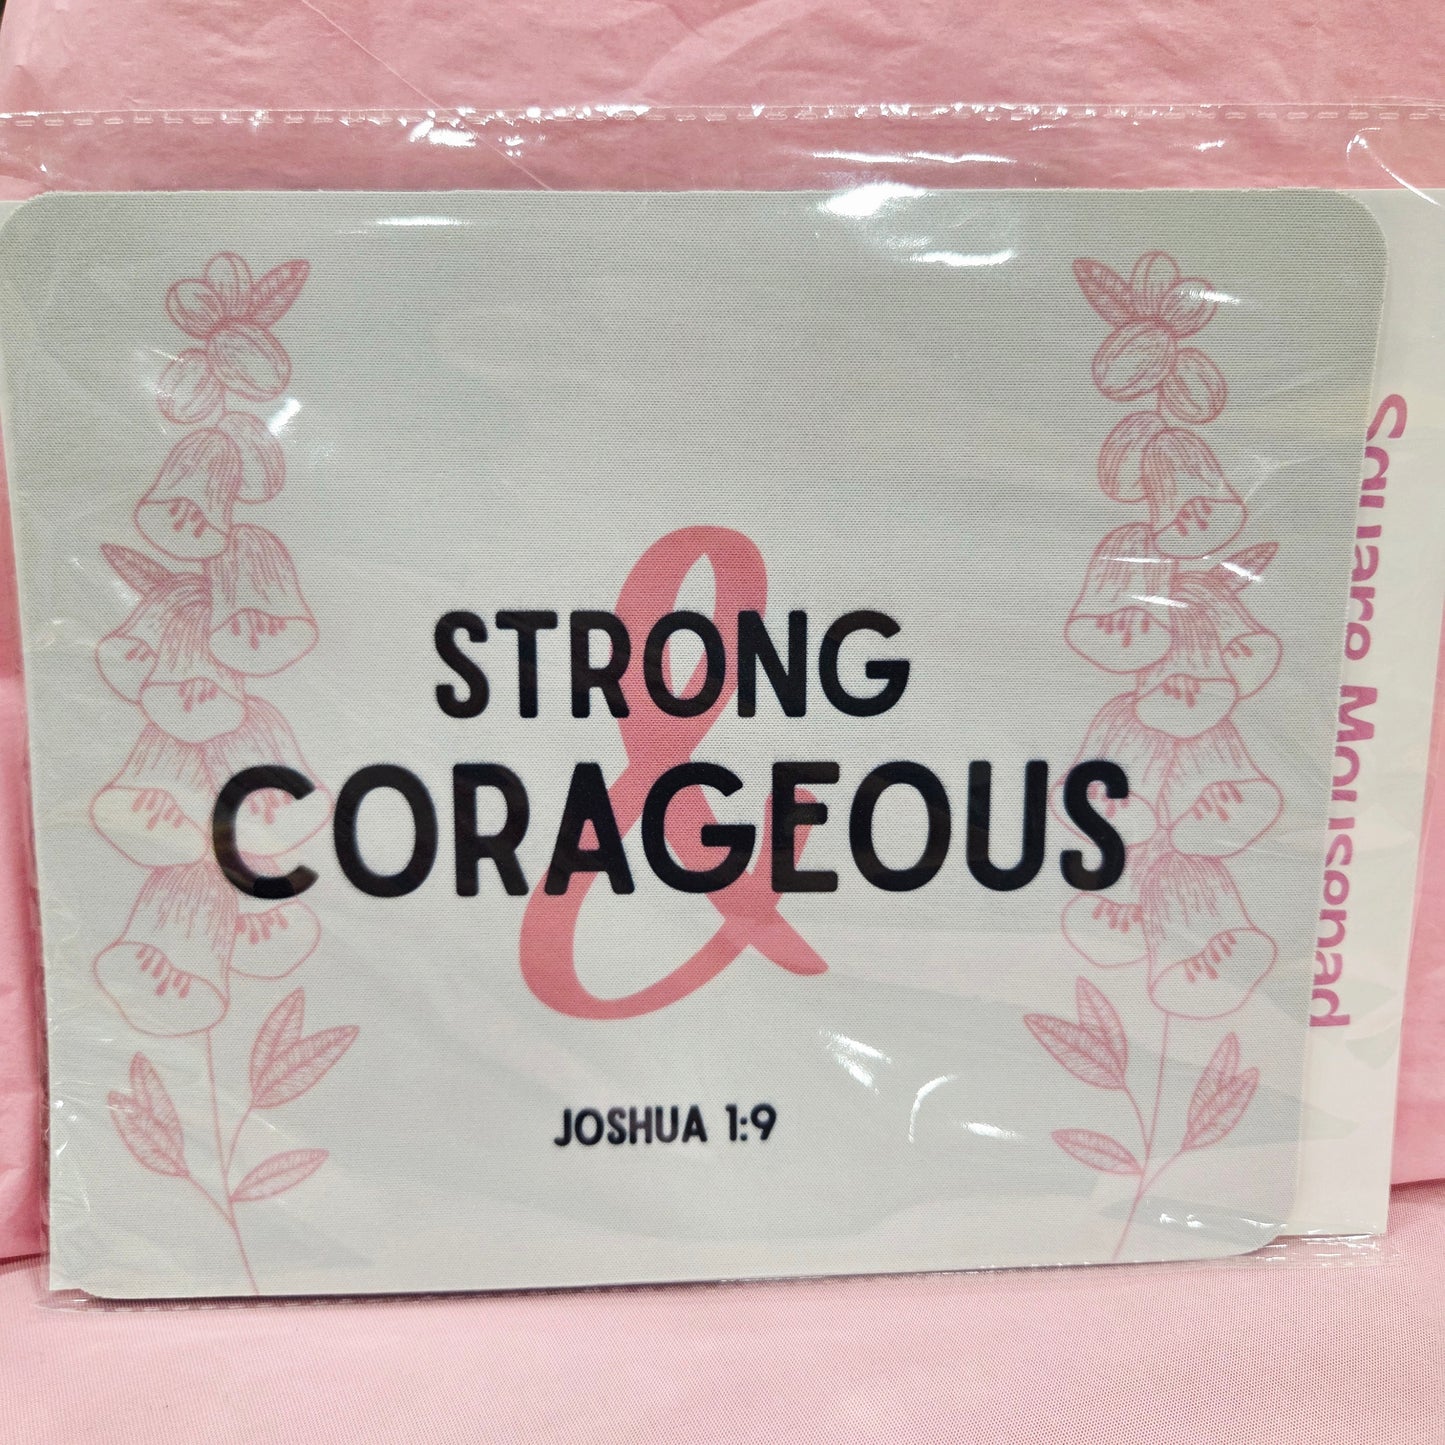 &
STRONG
CORAGEOUS
JOSHUA 1:9
Square Mousepad